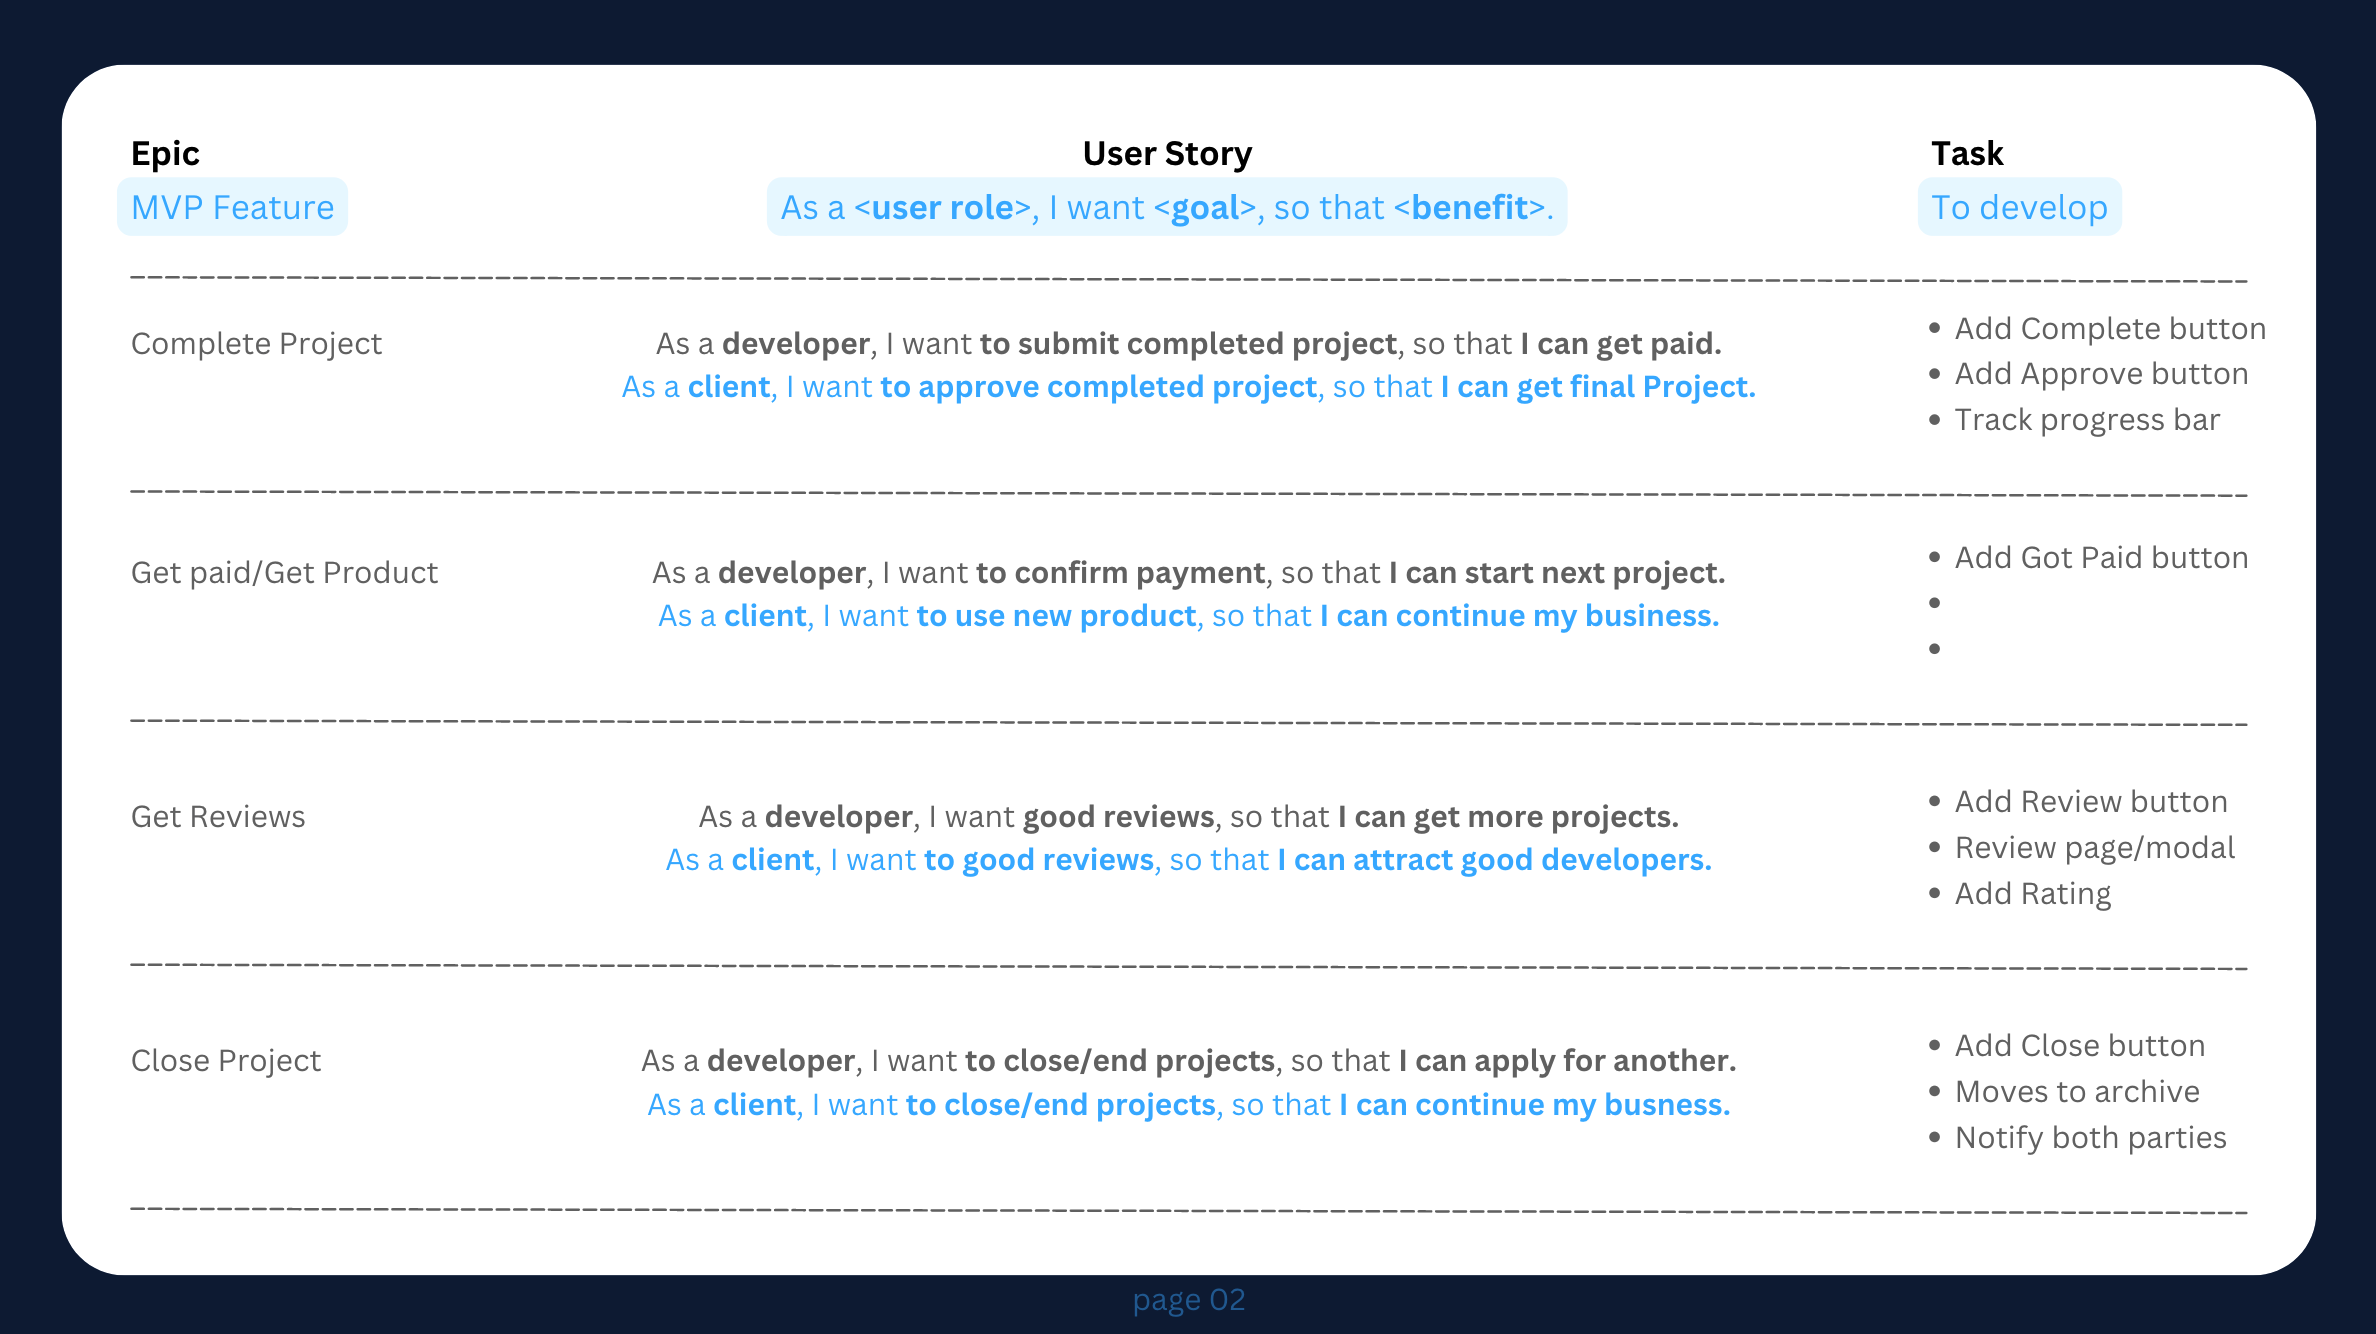 Epic
User Story
Task
MVP Feature
As a <user role>, I want <goal>, so that <benefit>.
To develop
Complete Project
As a developer, I want to submit completed project, so that I can get paid.
As a client, I want to approve completed project, so that I can get final Project.
• Add Complete button
• Add Approve button
• Track progress bar
Get paid/Get Product
As a developer, I want to confirm payment, so that I can start next project.
As a client, I want to use new product, so that I can continue my business.
• Add Got Paid button
•
•
Get Reviews
As a developer, I want good reviews, so that I can get more projects.
As a client, I want to good reviews, so that I can attract good developers.
• Add Review button
• Review page/modal
• Add Rating
Close Project
As a developer, I want to close/end projects, so that I can apply for another.
As a client, I want to close/end projects, so that I can continue my busness.
• Add Close button
• Moves to archive
• Notify both parties
page 02